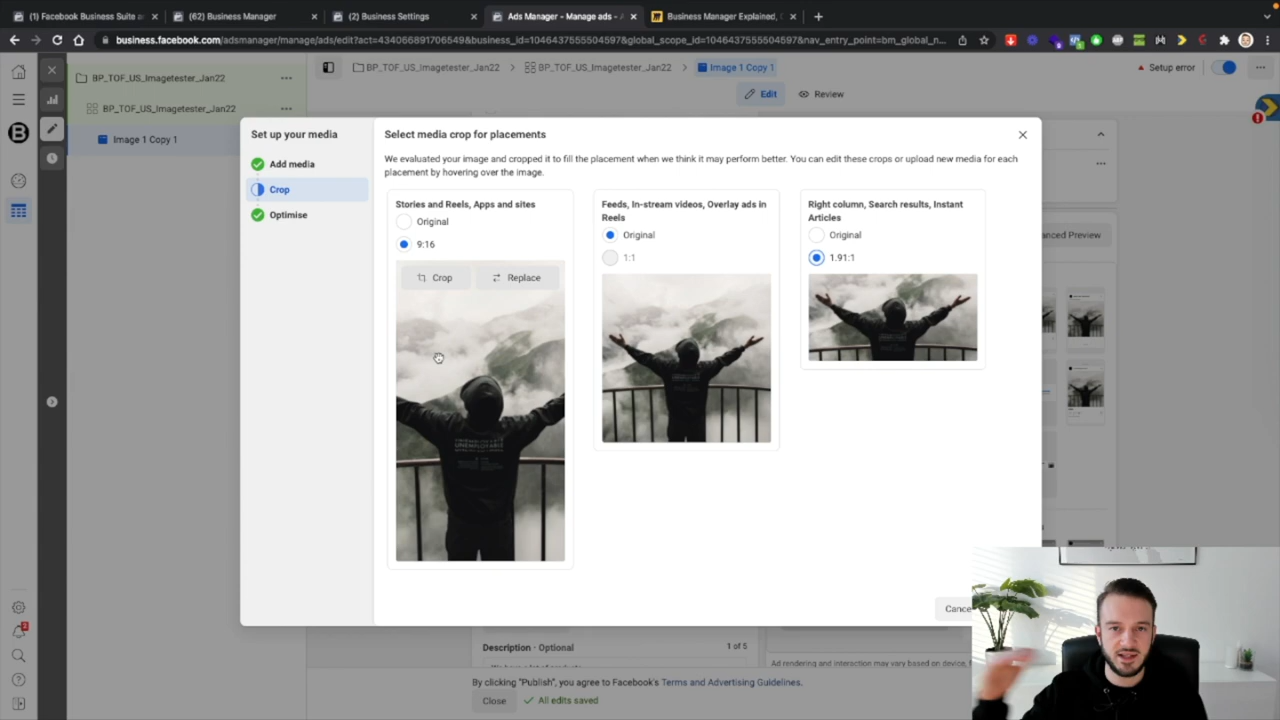 (1) Facebook Business Suite a
(62) Business Manager
(2) Business Settings
Ads Manager - Manage ads - A
Business Manager Explained, C
business.facebook.com/adsmanager/manage/ads/edit?act=434066891706549&business_id=1046437555504597&global_scope_id=1046437555504597&nav_entry_point=bm_global_n...
BP_TOF_US_Imagetester_Jan22
BP_TOF_US_Imagetester_Jan22
Image 1 Copy 1
BP_TOF_US_Imagetester_Jan22
BP_TOF_US_Imagetester_Jan22
Image 1 Copy 1
Setup error
Edit
Review
Set up your media
Add media
Crop
Optimise
Select media crop for placements
We evaluated your image and cropped it to fill the placement when we think it may perform better. You can edit these crops or upload new media for each
placement by hovering over the image.
Stories and Reels, Apps and sites
Original
9:16
Crop
Replace
Feeds, In-stream videos, Overlay ads in
Reels
Original
1:1
Right column, Search results, Instant
Articles
Original
1.91:1
anced Preview
Cance
Description · Optional
1 of 5
Ad rendering and interaction may vary based on device, f
By clicking "Publish", you agree to Facebook's Terms and Advertising Guidelines.
Close
All edits saved